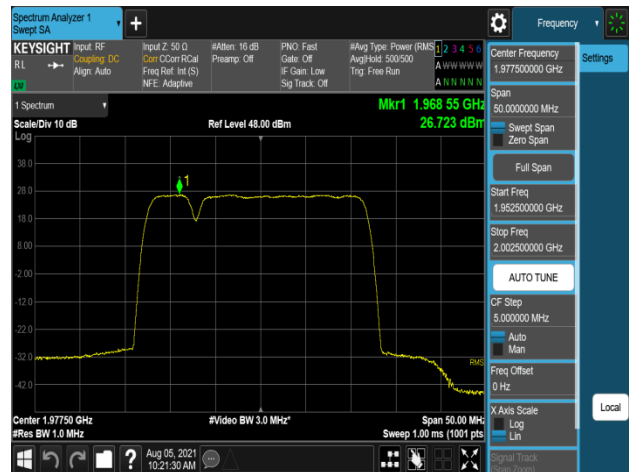 Spectrum Analyzer 1
Swept SA
+
Frequency
KEYSIGHT
RL
LXI
Input: RF
Coupling: DC
Align: Auto
Input Z: 50 Ω
Corr CCorr RCal
Freq Ref: Int (S)
NFE: Adaptive
#Atten: 16 dB
Preamp: Off
PNO: Fast
Gate: Off
IF Gain: Low
Sig Track: Off
#Avg Type: Power (RMS
Avg|Hold: 500/500
Trig: Free Run
1 2 3 4 5 6
A W W W W W
A N N N N N
1 Spectrum
Scale/Div 10 dB
Log
Ref Level 48.00 dBm
Mkr1 1.968 55 GHz
26.723 dBm
38.0
28.0
18.0
8.00
-2.00
-12.0
-22.0
-32.0
-42.0
1
RMS
Center 1.97750 GHz
#Res BW 1.0 MHz
#Video BW 3.0 MHz*
Span 50.00 MHz
Sweep 1.00 ms (1001 pts
Aug 05, 2021
10:21:30 AM
?
Center Frequency
1.977500000 GHz
Span
50.0000000 MHz
Swept Span
Zero Span
Full Span
Start Freq
1.952500000 GHz
Stop Freq
2.002500000 GHz
AUTO TUNE
CF Step
5.000000 MHz
Auto
Man
Freq Offset
0 Hz
X Axis Scale
Log
Lin
Signal Track
(Span Zoom)
Settings
Local